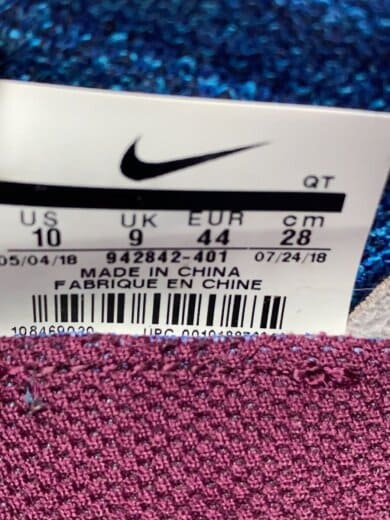 QT
US UK EUR cm
10 9 44 28
05/04/18 942842-401 07/24/18
MADE IN CHINA
FABRIQUE EN CHINE
UPC